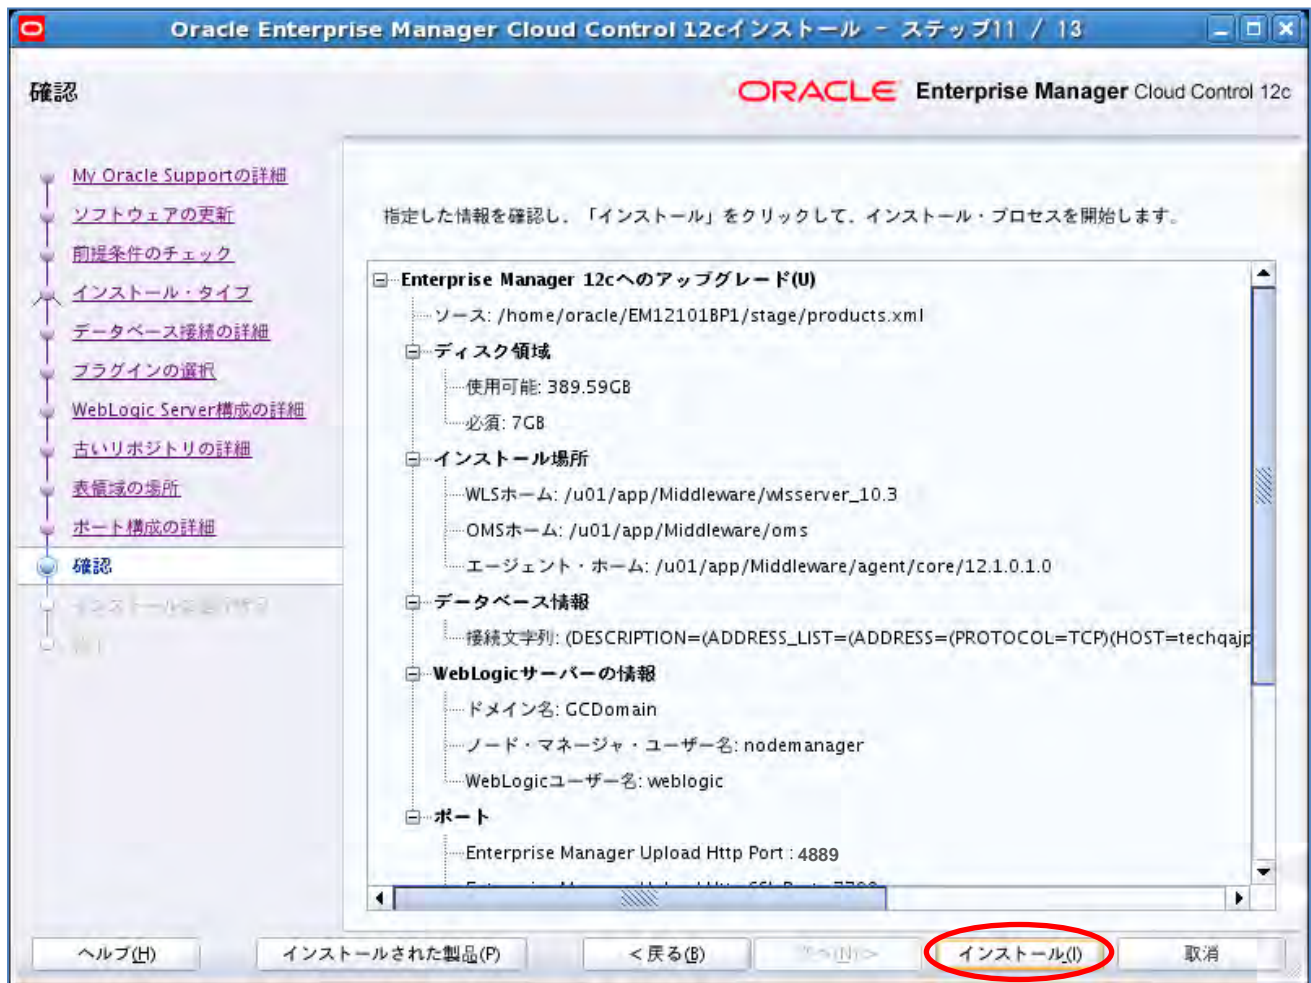 Oracle Enterprise Manager Cloud Control 12cインストール - ステップ11 / 13
確認
ORACLE Enterprise Manager Cloud Control 12c
My Oracle Supportの詳細
ソフトウェアの更新
前提条件のチェック
インストール・タイプ
データベース接続の詳細
プラグインの選択
WebLogic Server構成の詳細
古いリポジトリの詳細
表領域の場所
ポート構成の詳細
確認
指定した情報を確認し、「インストール」をクリックして、インストール・プロセスを開始します。
Enterprise Manager 12cへのアップグレード(U)
ソース: /home/oracle/EM12101BP1/stage/products.xml
ディスク領域
使用可能: 389.59GB
必須: 7GB
インストール場所
WLSホーム: /u01/app/Middleware/wlsserver_10.3
OMSホーム: /u01/app/Middleware/oms
エージェント・ホーム: /u01/app/Middleware/agent/core/12.1.0.1.0
データベース情報
接続文字列: (DESCRIPTION=(ADDRESS_LIST=(ADDRESS=(PROTOCOL=TCP)(HOST=techqajp
WebLogicサーバーの情報
ドメイン名: GCDomain
ノード・マネージャ・ユーザー名: nodemanager
WebLogicユーザー名: weblogic
ポート
Enterprise Manager Upload Http Port : 4889
ヘルプ(H) インストールされた製品(P) <戻る(B) 次へ(N)> インストール(I) 取消